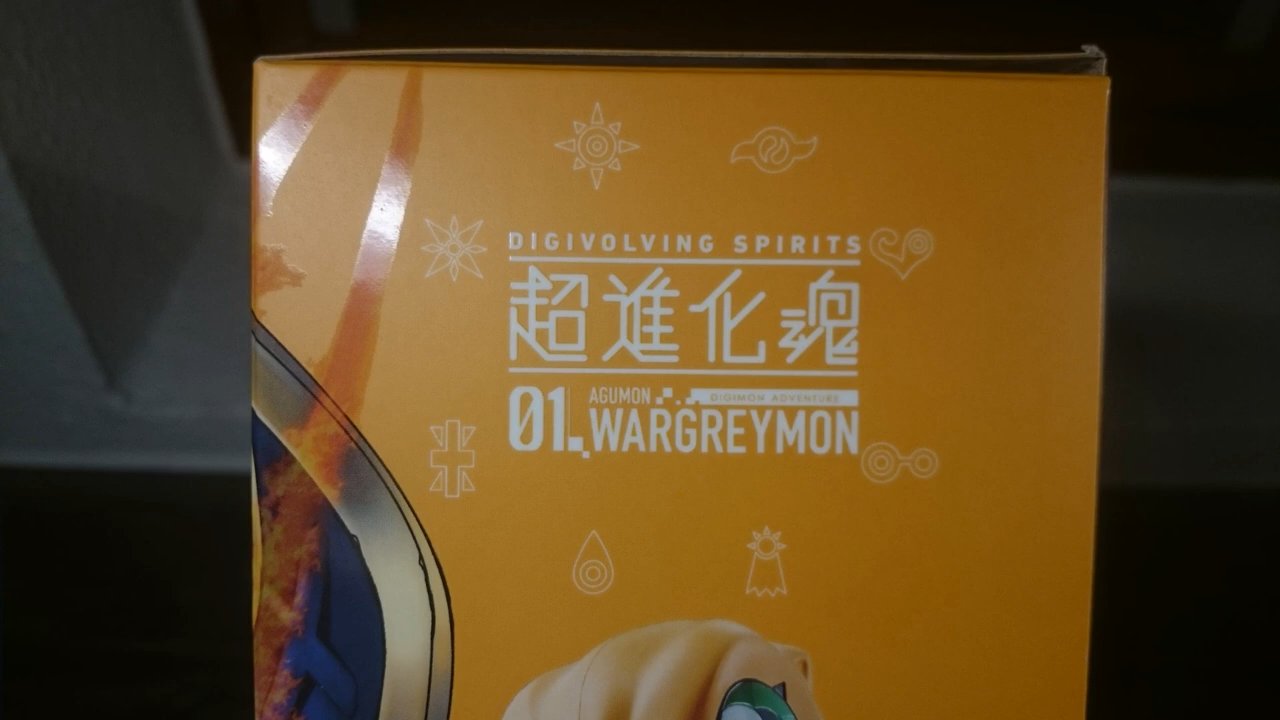 DIGIVOLVING SPIRITS
超進化魂
01. AGUMON DIGIMON ADVENTURE
WARGREYMON